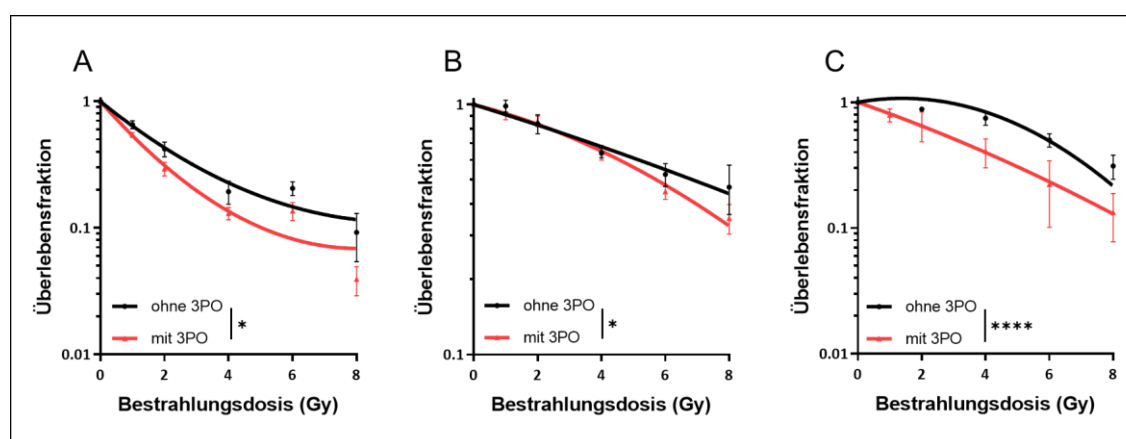 A
B
C
1
0.1
0.01
0 2 4 6 8
Überlebensfraktion
Bestrahlungsdosis (Gy)
ohne 3PO
mit 3PO
*
1
0.1
0 2 4 6 8
Überlebensfraktion
Bestrahlungsdosis (Gy)
ohne 3PO
mit 3PO
*
1
0.1
0.01
0 2 4 6 8
Überlebensfraktion
Bestrahlungsdosis (Gy)
ohne 3PO
mit 3PO
****